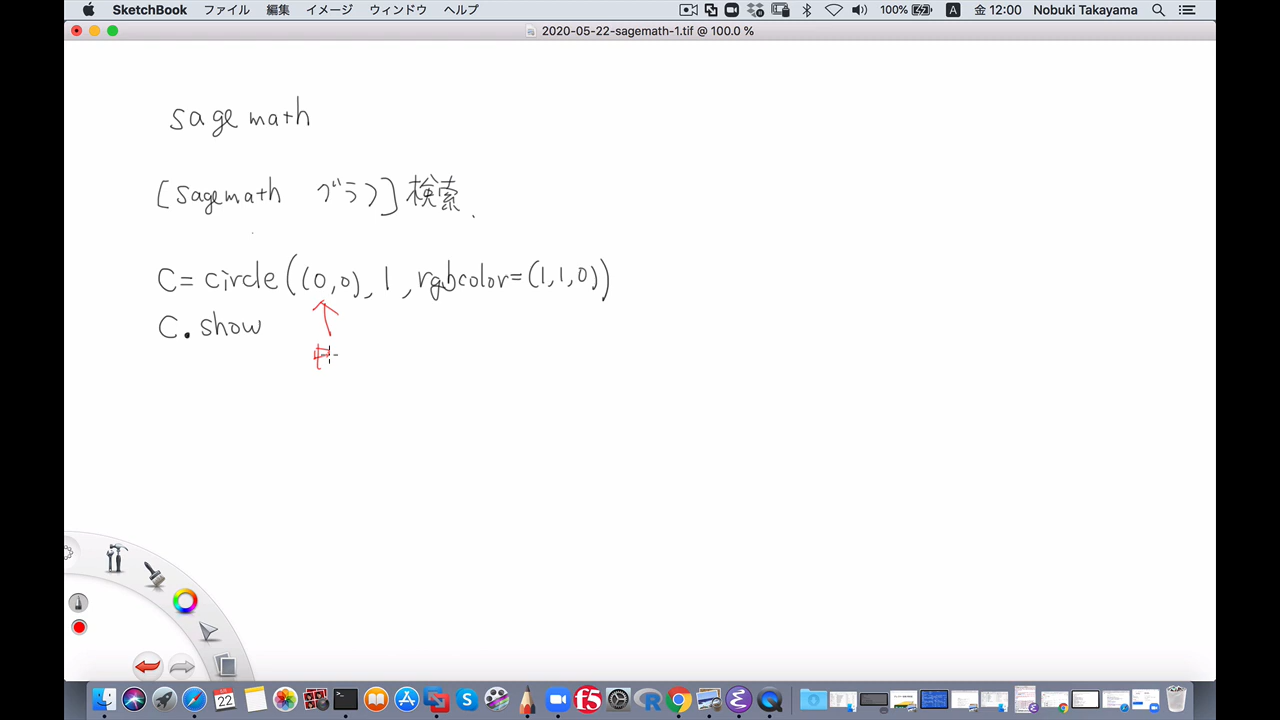 SketchBook ファイル 編集 イメージ ウィンドウ ヘルプ 100% A 金 12:00 Nobuki Takayama
2020-05-22-sagemath-1.tif @ 100.0 %
sage math
[sagemath グラフ] 検索.
C= circle((0,0), 1, rgbcolor=(1,1,0))
C.show
中
22
f5
R